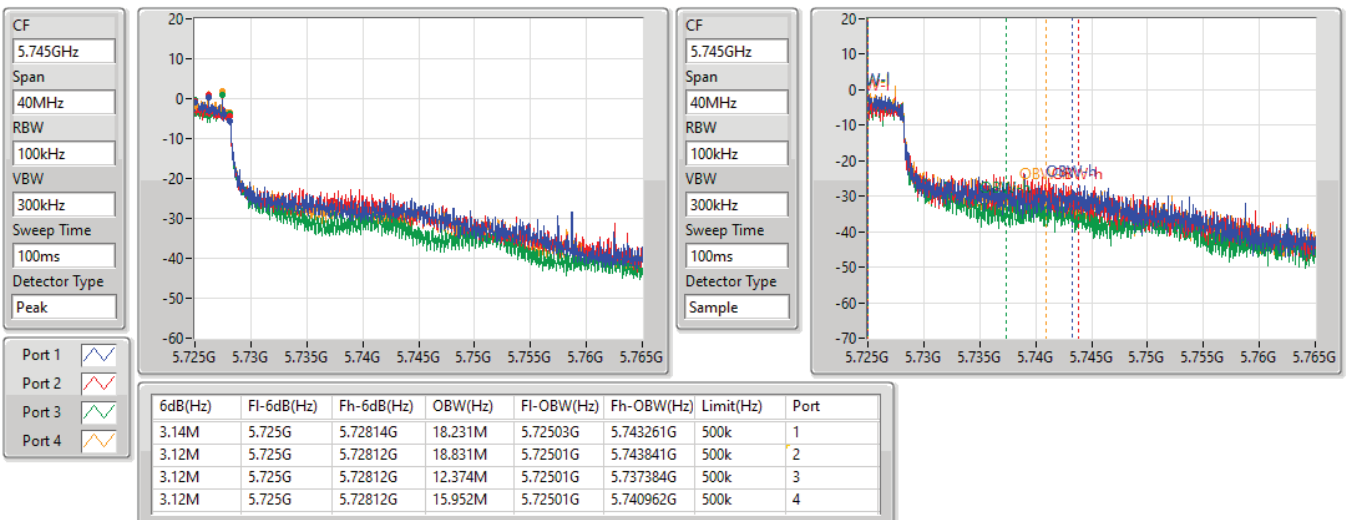 CF
5.745GHz
Span
40MHz
RBW
100kHz
VBW
300kHz
Sweep Time
100ms
Detector Type
Peak
20
10
0
-10
-20
-30
-40
-50
-60
5.725G 5.73G 5.735G 5.74G 5.745G 5.75G 5.755G 5.76G 5.765G
CF
5.745GHz
Span
40MHz
RBW
100kHz
VBW
300kHz
Sweep Time
100ms
Detector Type
Sample
20
10
0
-10
-20
-30
-40
-50
-60
-70
OBW-h
5.725G 5.73G 5.735G 5.74G 5.745G 5.75G 5.755G 5.76G 5.765G
Port 1
Port 2
Port 3
Port 4
6dB(Hz) Fl-6dB(Hz) Fh-6dB(Hz) OBW(Hz) Fl-OBW(Hz) Fh-OBW(Hz) Limit(Hz) Port
3.14M 5.725G 5.72814G 18.231M 5.72503G 5.743261G 500k 1
3.12M 5.725G 5.72812G 18.831M 5.72501G 5.743841G 500k 2
3.12M 5.725G 5.72812G 12.374M 5.72501G 5.737384G 500k 3
3.12M 5.725G 5.72812G 15.952M 5.72501G 5.740962G 500k 4